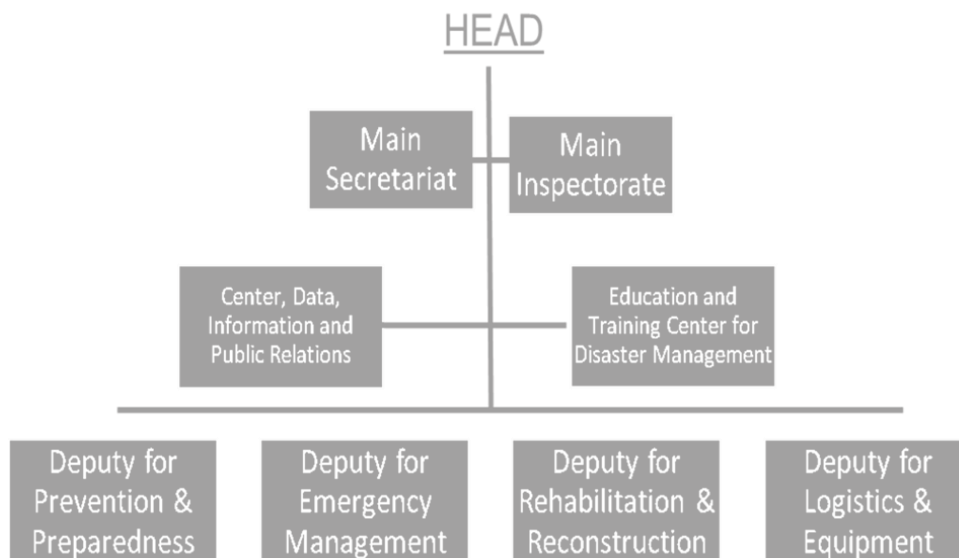 HEAD
Main
Secretariat
Main
Inspectorate
Center, Data,
Information and
Public Relations
Education and
Training Center for
Disaster Management
Deputy for
Prevention &
Preparedness
Deputy for
Emergency
Management
Deputy for
Rehabilitation &
Reconstruction
Deputy for
Logistics &
Equipment